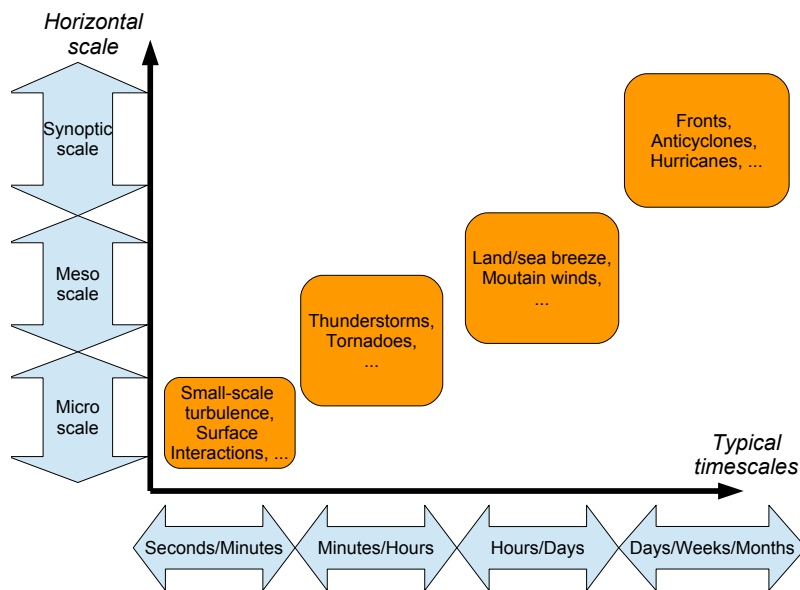 Horizontal
scale
Synoptic
scale
Meso
scale
Micro
scale
Fronts,
Anticyclones,
Hurricanes, ...
Land/sea breeze,
Moutain winds,
...
Thunderstorms,
Tornadoes,
...
Small-scale
turbulence,
Surface
Interactions, ...
Typical
timescales
Seconds/Minutes
Minutes/Hours
Hours/Days
Days/Weeks/Months